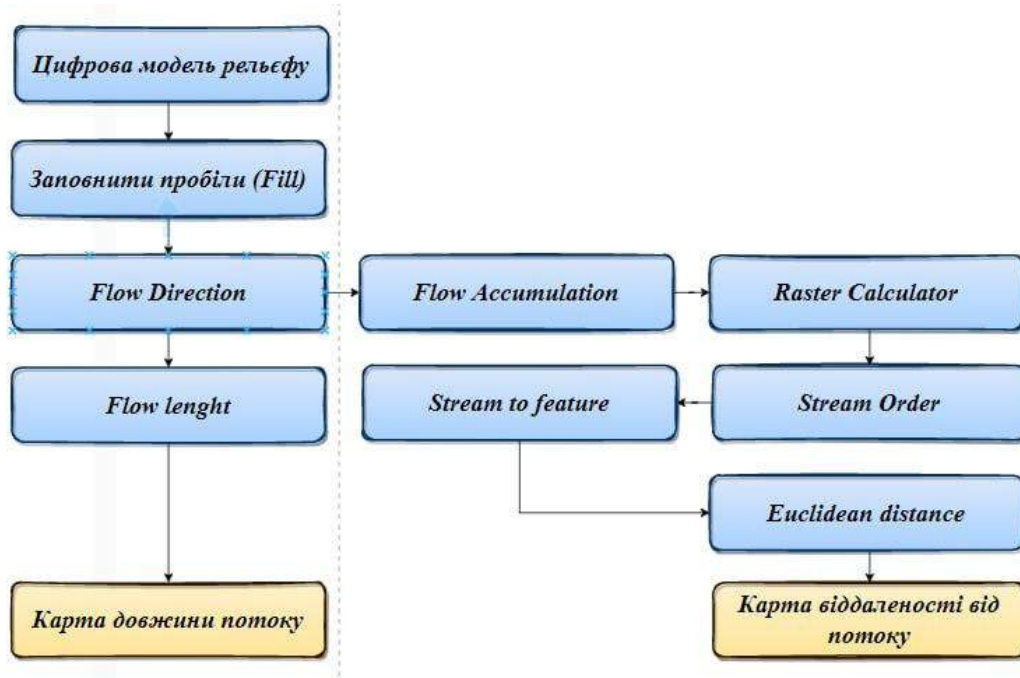 Цифрова модель рельєфу
Заповнити пробіли (Fill)
Flow Direction
Flow Accumulation
Raster Calculator
Flow lenght
Stream to feature
Stream Order
Euclidean distance
Карта довжини потоку
Карта віддаленості від
потоку